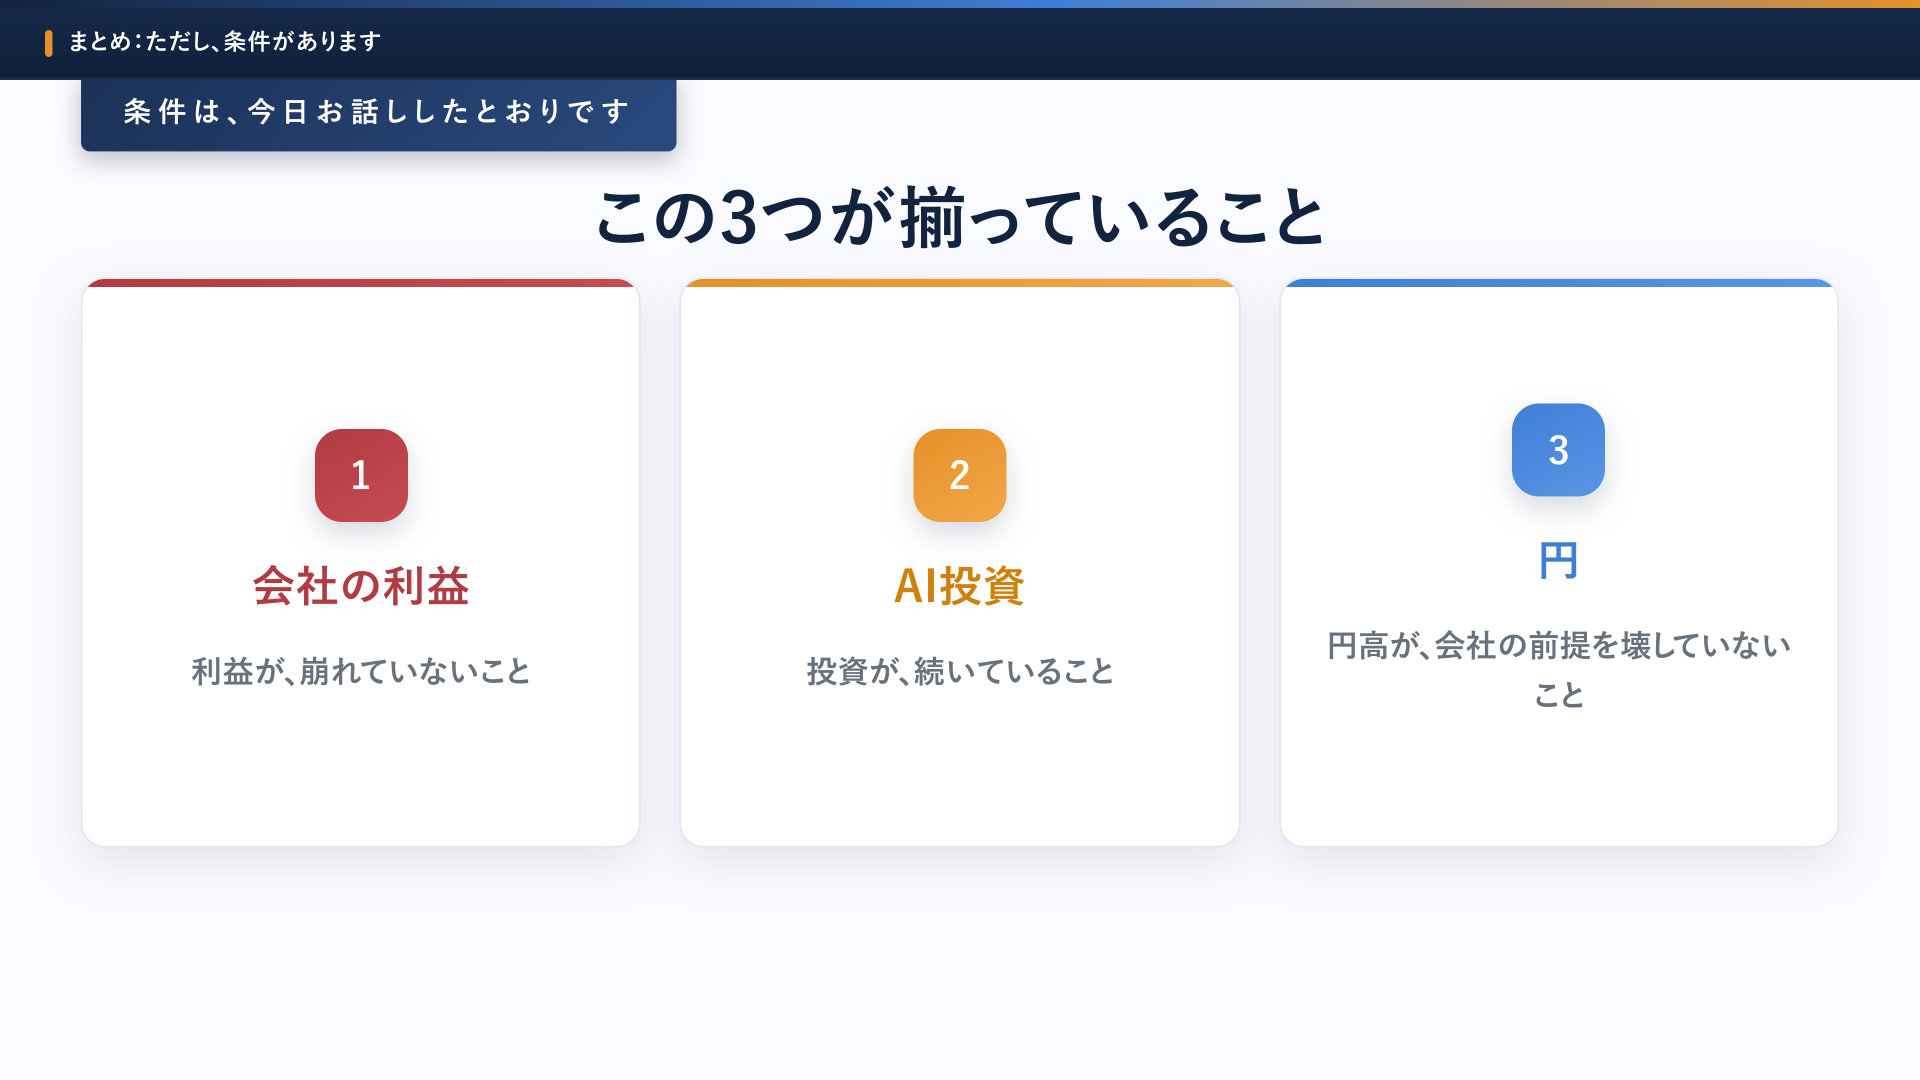 まとめ：ただし、条件があります
条件は、今日お話ししたとおりです
この3つが揃っていること
1
会社の利益
利益が、崩れていないこと
2
AI投資
投資が、続いていること
3
円
円高が、会社の前提を壊していない
こと